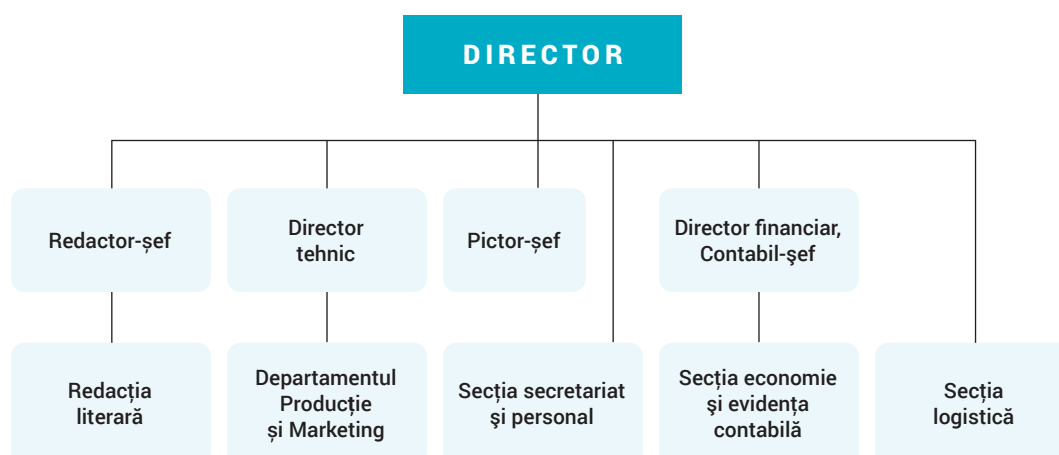 DIRECTOR
Redactor-șef
Director
tehnic
Pictor-șef
Director financiar,
Contabil-şef
Redacția
literară
Departamentul
Producție
și Marketing
Secția secretariat
şi personal
Secția economie
şi evidența
contabilă
Secția
logistică